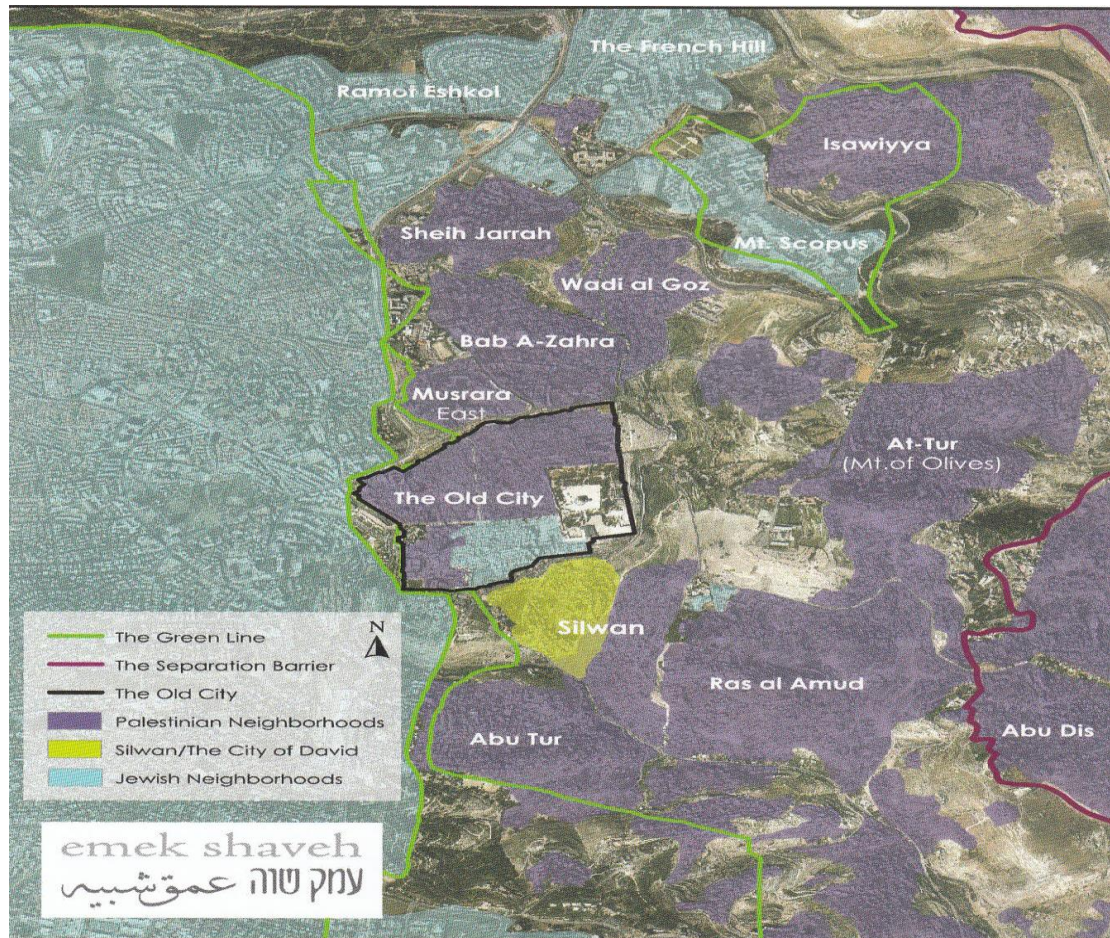 The French Hill
Ramot Eshkol
Isawiyya
Sheih Jarrah
Mt. Scopus
Wadi al Goz
Bab A-Zahra
Musrara
East
At-Tur
(Mt.of Olives)
The Old City
Silwan
Ras al Amud
Abu Tur
Abu Dis
N
The Green Line
The Separation Barrier
The Old City
Palestinian Neighborhoods
Silwan/The City of David
Jewish Neighborhoods
emek shaveh
עמק שוה عمق شبيه